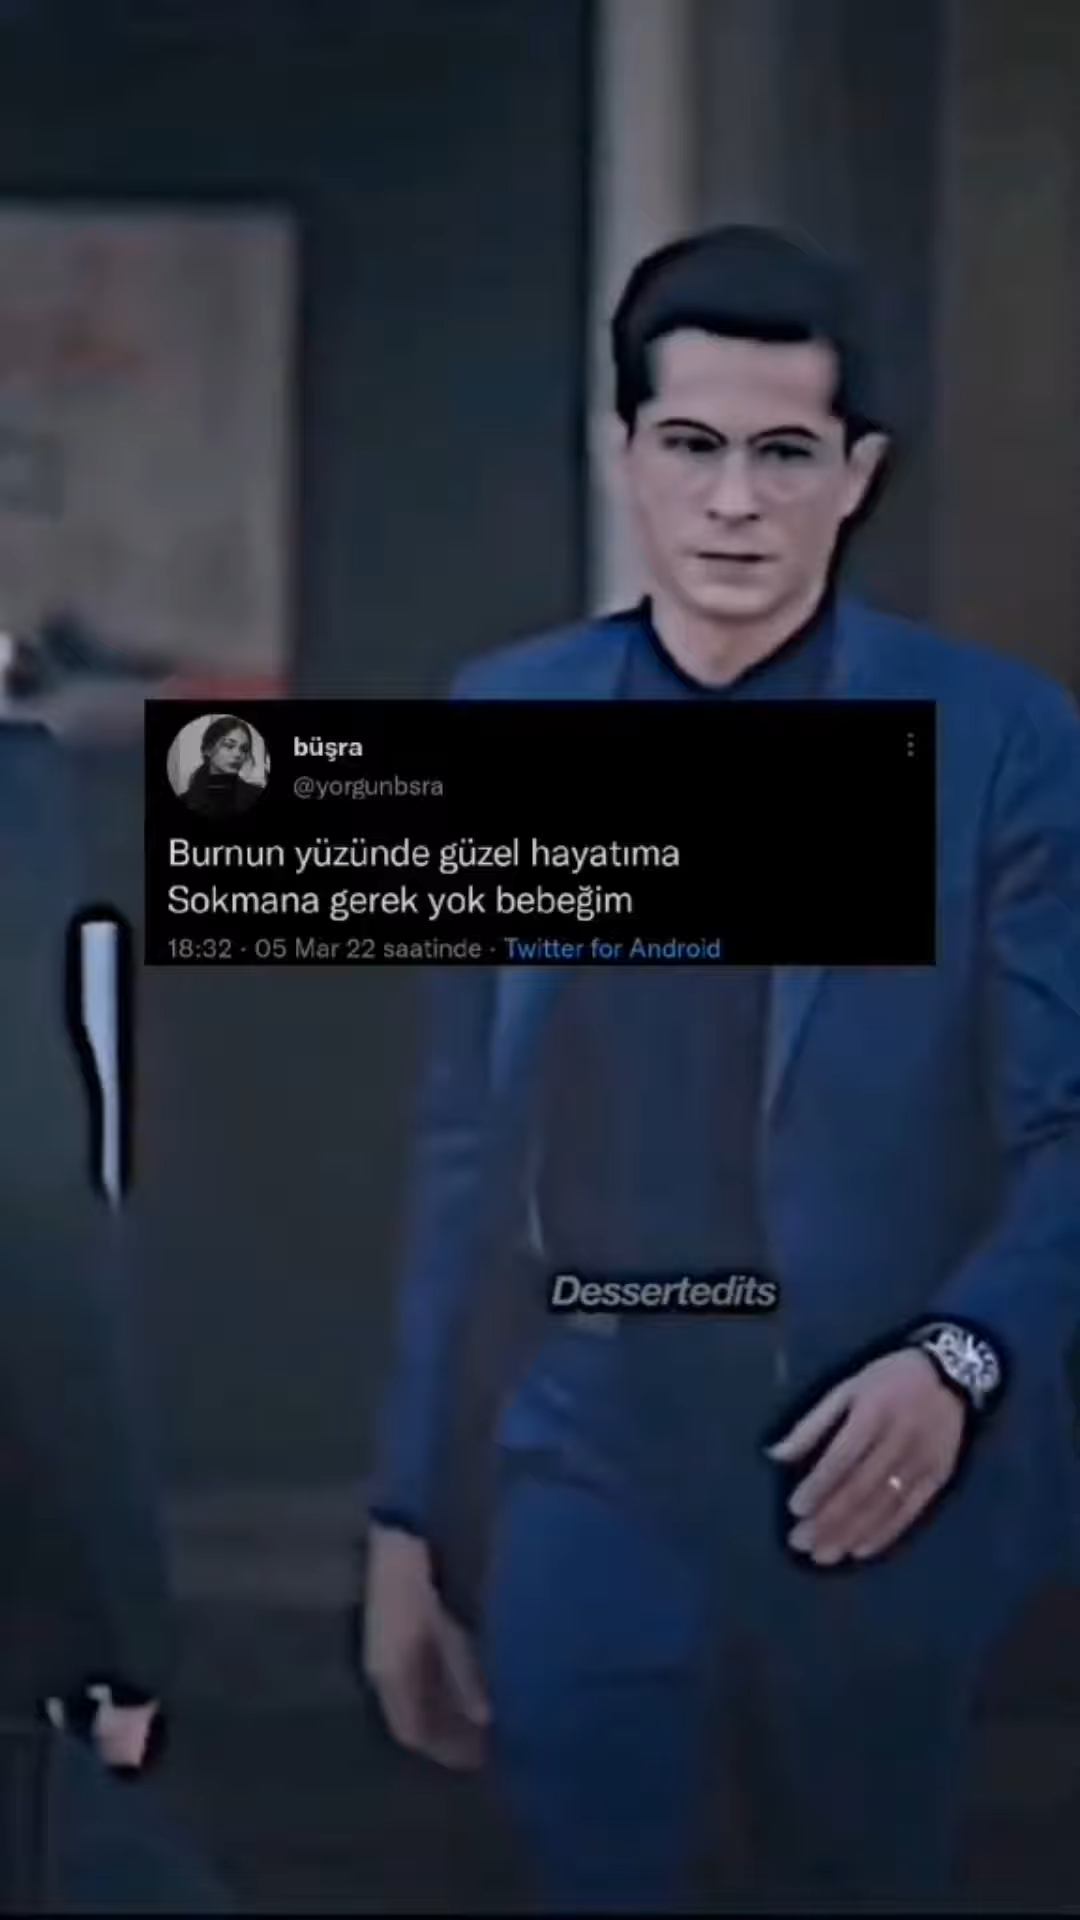 büşra
@yorgunbsra
Burnun yüzünde güzel hayatıma
Sokmana gerek yok bebeğim
18:32 · 05 Mar 22 saatinde · Twitter for Android
Dessertedits